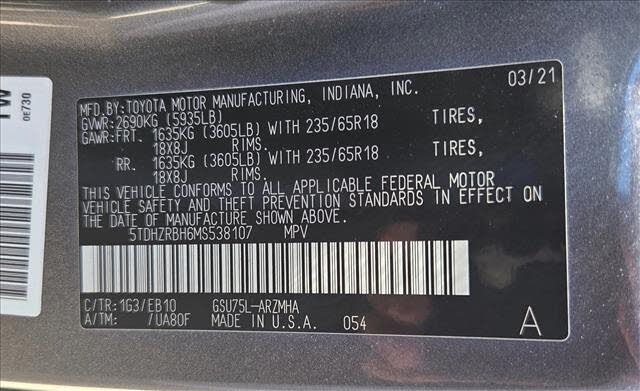 TW
0E730
MFD.BY:TOYOTA MOTOR MANUFACTURING, INDIANA, INC. 03/21
GVWR:2690KG (5935LB)
GAWR:FRT. 1635KG (3605LB) WITH 235/65R18 TIRES,
18X8J RIMS.
RR. 1635KG (3605LB) WITH 235/65R18 TIRES,
18X8J RIMS.
THIS VEHICLE CONFORMS TO ALL APPLICABLE FEDERAL MOTOR
VEHICLE SAFETY AND THEFT PREVENTION STANDARDS IN EFFECT ON
THE DATE OF MANUFACTURE SHOWN ABOVE.
5TDHZRBH6MS538107 MPV
C/TR:1G3/EB10 GSU75L-ARZMHA
A/TM: /UA80F MADE IN U.S.A. 054 A